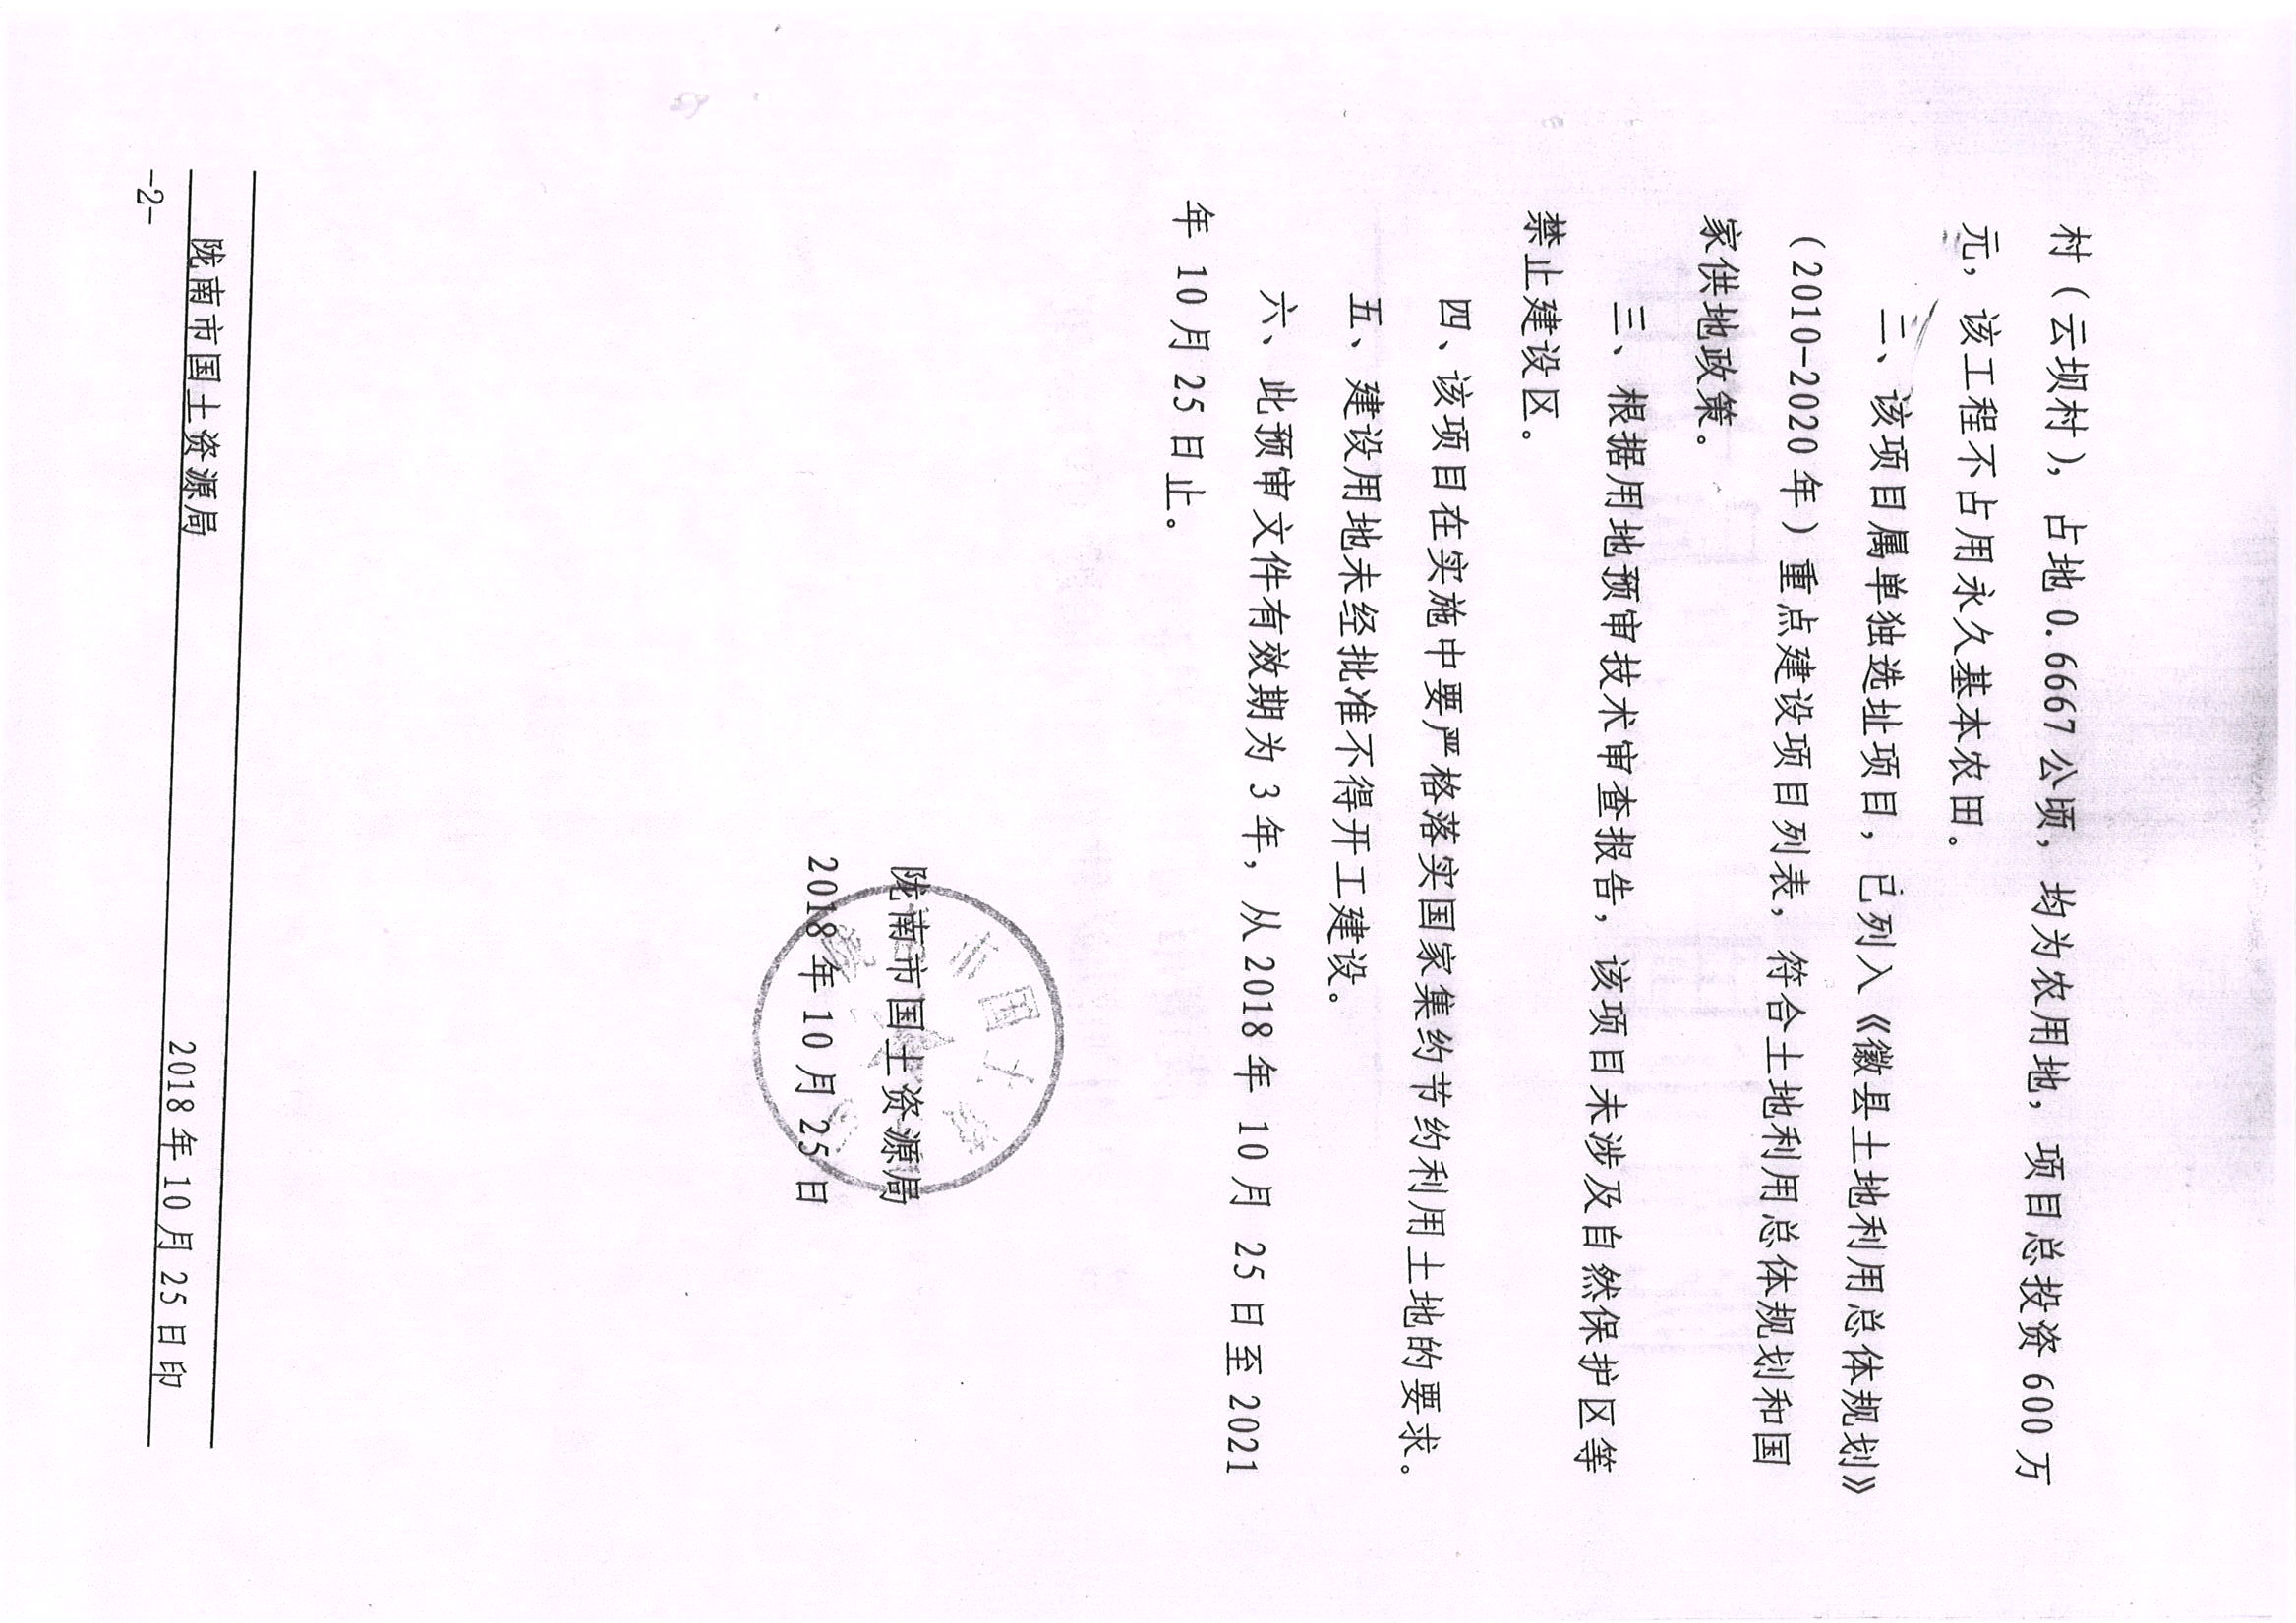 村（云坝村），占地 0.6667 公顷，均为农用地，项目总投资 600 万
元，该工程不占用永久基本农田。
二、该项目属单独选址项目，已列入《徽县土地利用总体规划》
（2010-2020 年）重点建设项目列表，符合土地利用总体规划和国
家供地政策。
三、根据用地预审技术审查报告，该项目未涉及自然保护区等
禁止建设区。
四、该项目在实施中要严格落实国家集约节约利用土地的要求。
五、建设用地未经批准不得开工建设。
六、此预审文件有效期为 3 年，从 2018 年 10 月 25 日至 2021
年 10 月 25 日止。
市国土资
陇南市国土资源局
2018 年 10 月 25 日
陇南市国土资源局
2018 年 10 月 25 日印
-2-